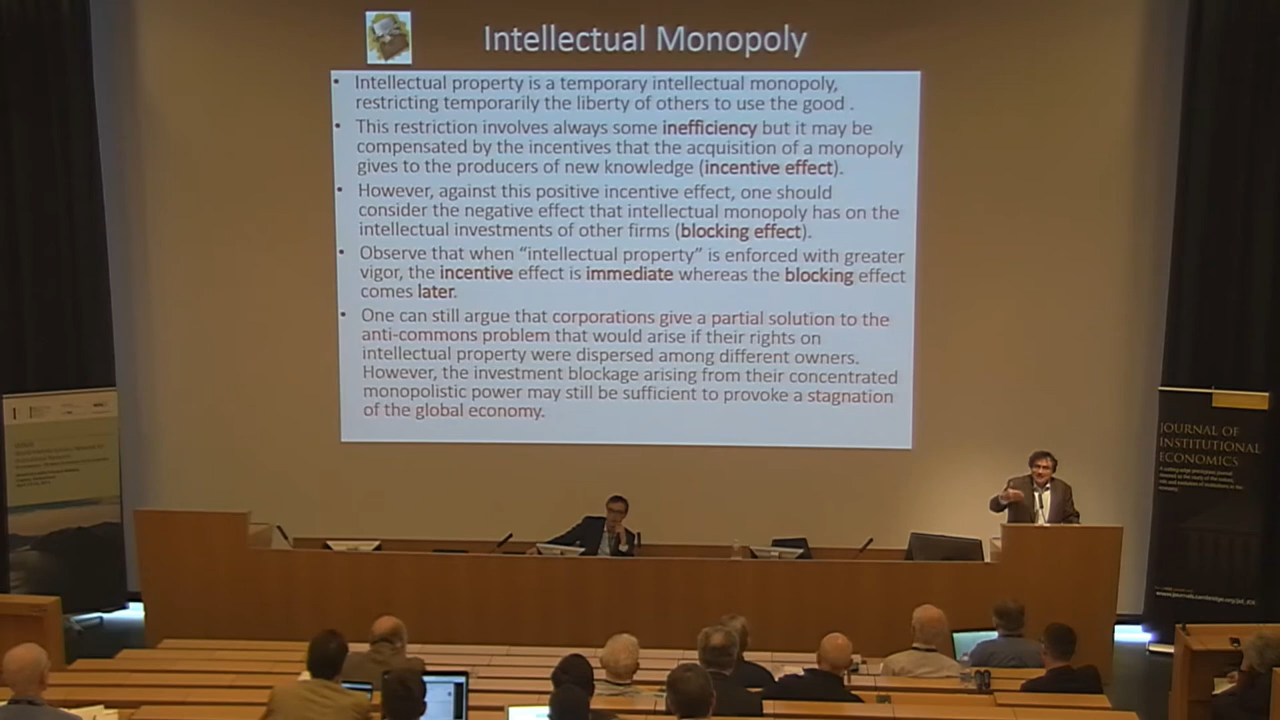 Intellectual Monopoly
• Intellectual property is a temporary intellectual monopoly,
restricting temporarily the liberty of others to use the good .
• This restriction involves always some inefficiency but it may be
compensated by the incentives that the acquisition of a monopoly
gives to the producers of new knowledge (incentive effect).
• However, against this positive incentive effect, one should
consider the negative effect that intellectual monopoly has on the
intellectual investments of other firms (blocking effect).
• Observe that when “intellectual property” is enforced with greater
vigor, the incentive effect is immediate whereas the blocking effect
comes later.
• One can still argue that corporations give a partial solution to the
anti-commons problem that would arise if their rights on
intellectual property were dispersed among different owners.
However, the investment blockage arising from their concentrated
monopolistic power may still be sufficient to provoke a stagnation
of the global economy.
JOURNAL OF
INSTITUTIONAL
ECONOMICS